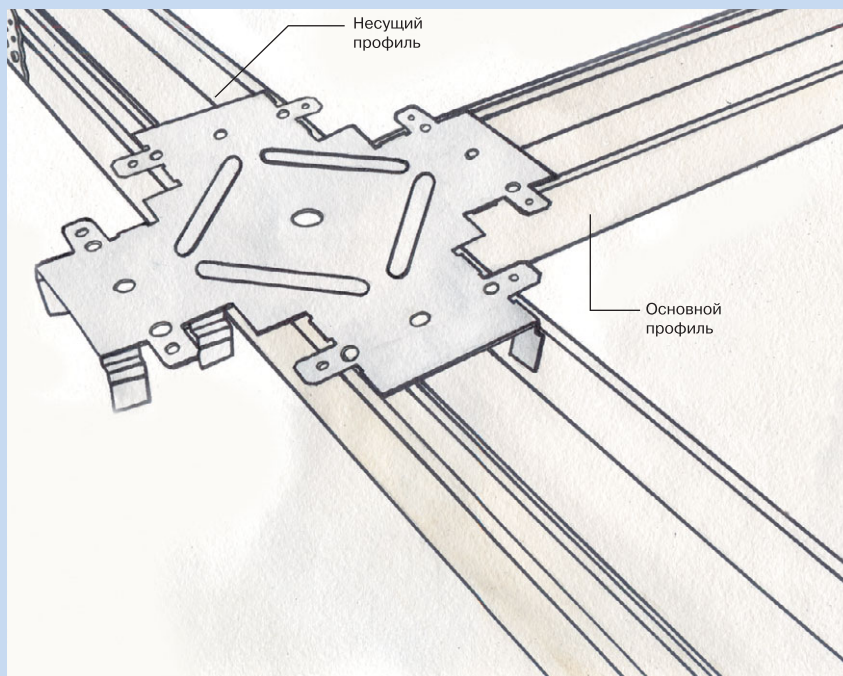 Несущий
профиль
Основной
профиль